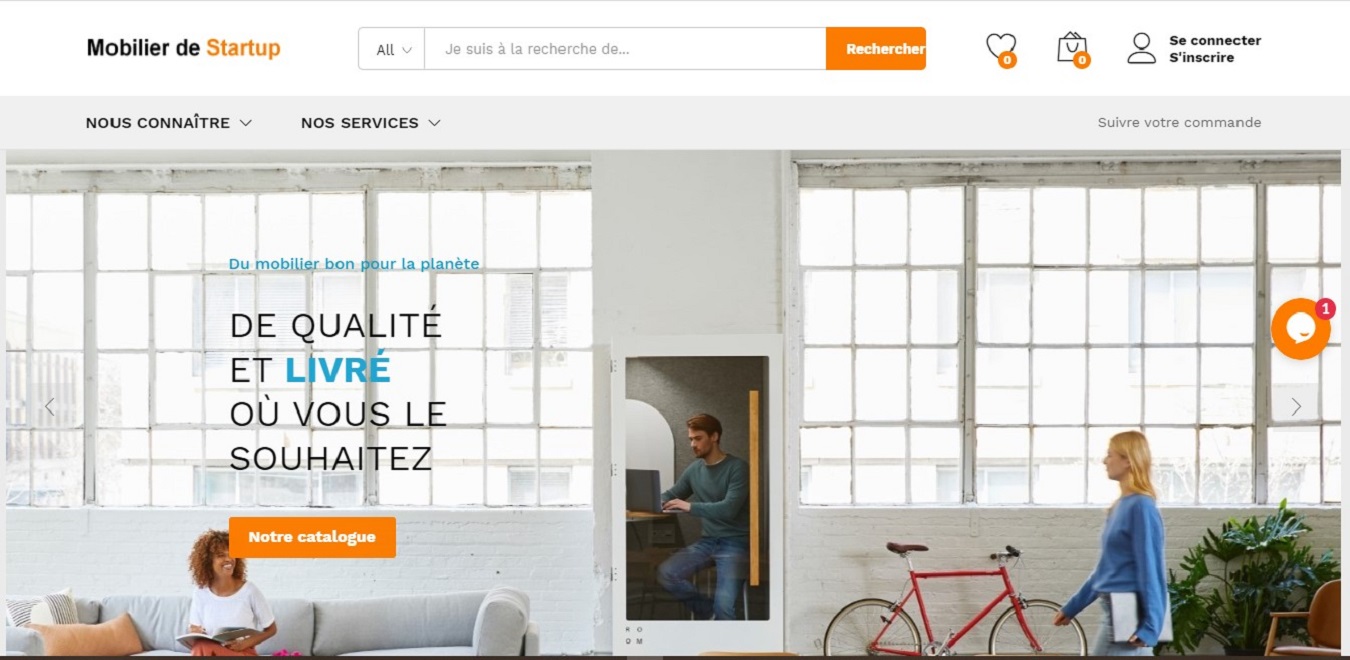 Mobilier de Startup
All
Je suis à la recherche de...
Rechercher
0
0
Se connecter
S'inscrire
NOUS CONNAÎTRE
NOS SERVICES
Suivre votre commande
Du mobilier bon pour la planète
DE QUALITÉ
ET LIVRÉ
OÙ VOUS LE
SOUHAITEZ
1
Notre catalogue
K O
O M